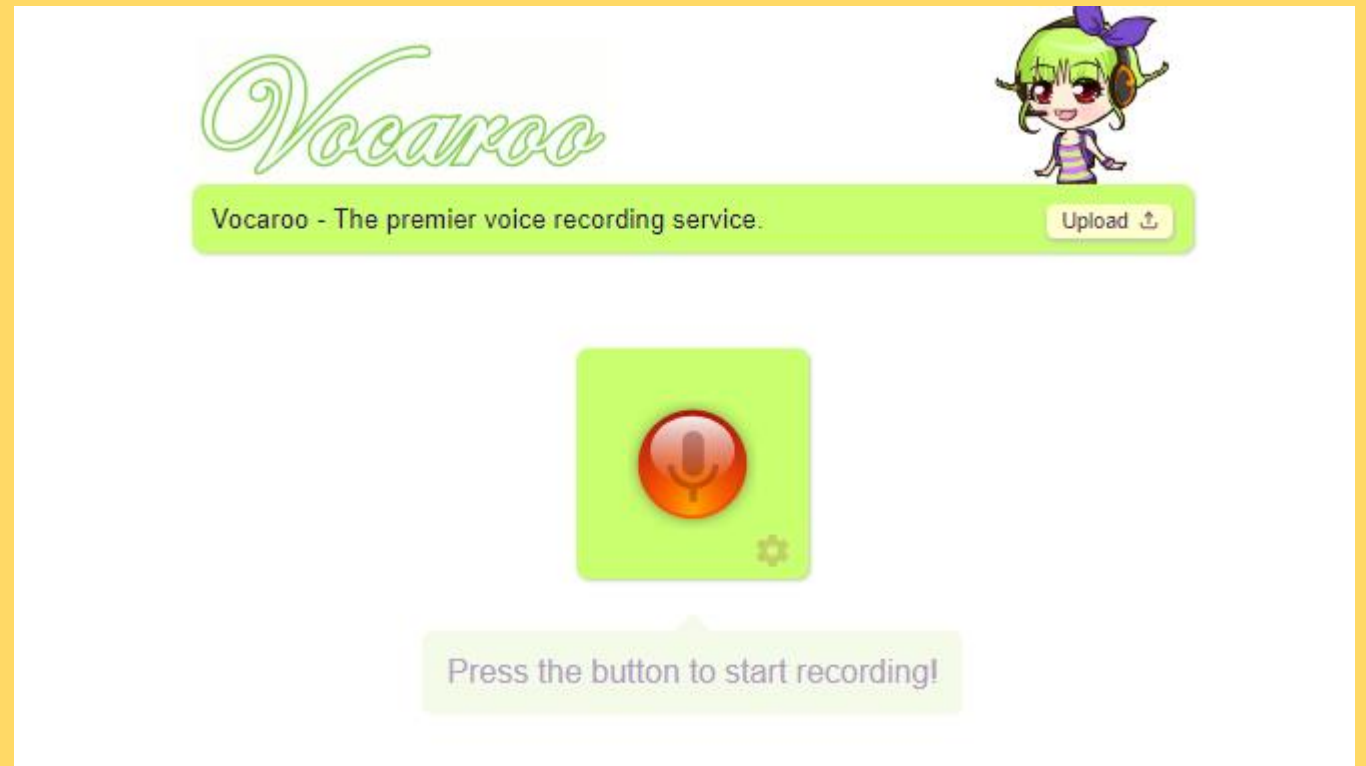 Vocaroo
Vocaroo - The premier voice recording service.
Upload
Press the button to start recording!